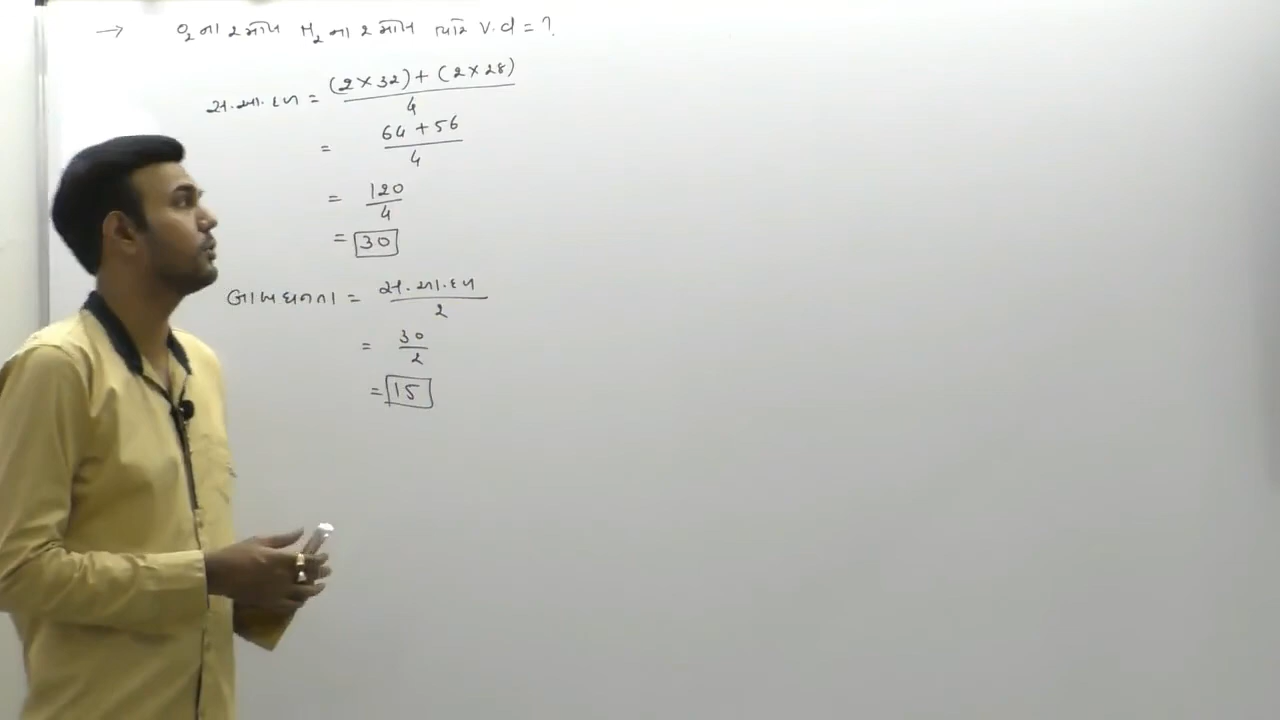 → O₂ ના 2 મોલ N₂ ના 2 મોલ ત્યારે V.d = ?
સ.આ.દળ = (2 × 32) + (2 × 28) / 4
= 64 + 56 / 4
= 120 / 4
= 30
બાષ્પઘનતા = સ.આ.દળ / 2
= 30 / 2
= 15